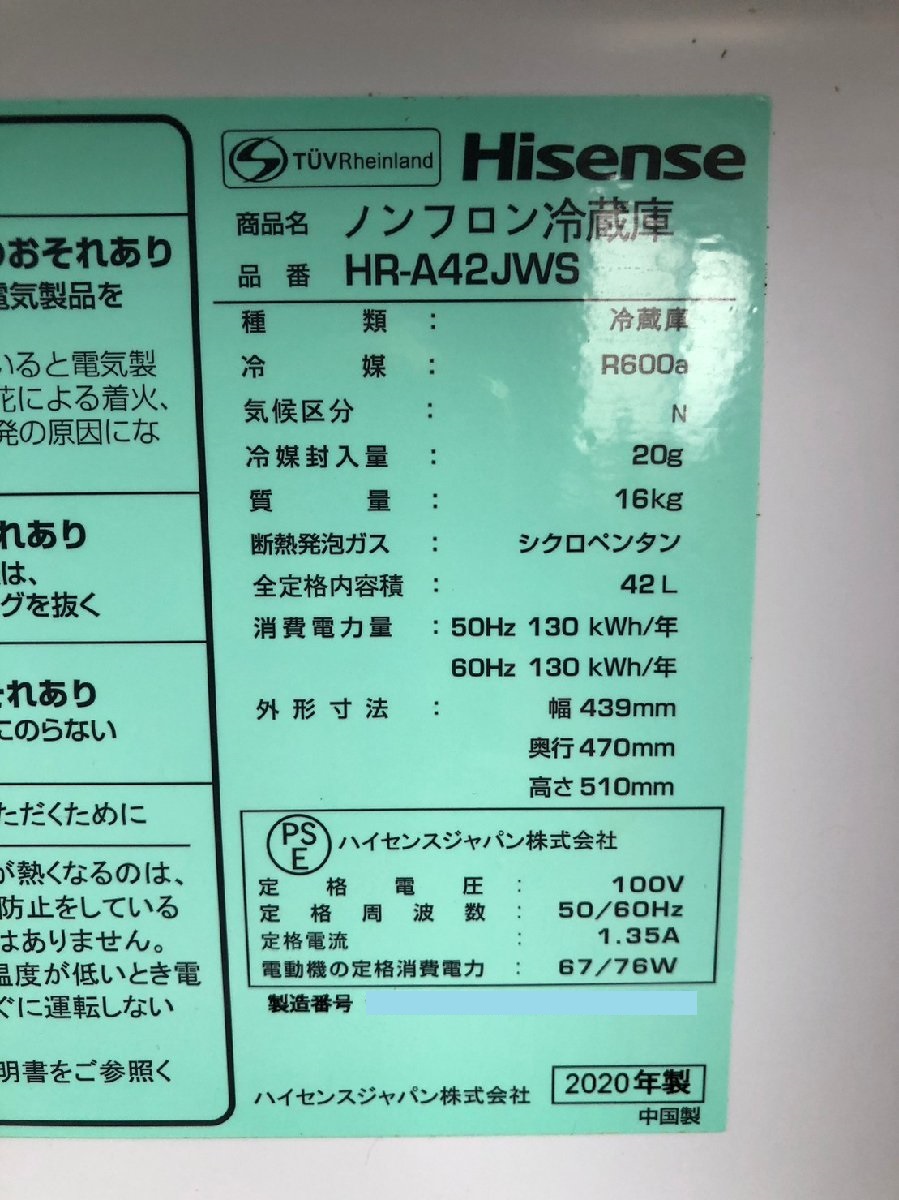 のおそれあり
電気製品を
いると電気製
花による着火、
発の原因にな
れあり
は、
グを抜く
それあり
このらない
ただくために
が熱くなるのは、
防止をしている
はありません。
温度が低いとき電
ぐに運転しない
明書をご参照く
TÜVRheinland Hisense
商品名 ノンフロン冷蔵庫
品番 HR-A42JWS
種類 : 冷蔵庫
冷媒 : R600a
気候区分 : N
冷媒封入量 : 20g
質量 : 16kg
断熱発泡ガス : シクロペンタン
全定格内容積 : 42L
消費電力量 : 50Hz 130 kWh/年
60Hz 130 kWh/年
外形寸法 : 幅 439mm
奥行 470mm
高さ 510mm
PS
E ハイセンスジャパン株式会社
定格電圧 : 100V
定格周波数 : 50/60Hz
定格電流 : 1.35A
電動機の定格消費電力 : 67/76W
製造番号
ハイセンスジャパン株式会社 2020年製
中国製